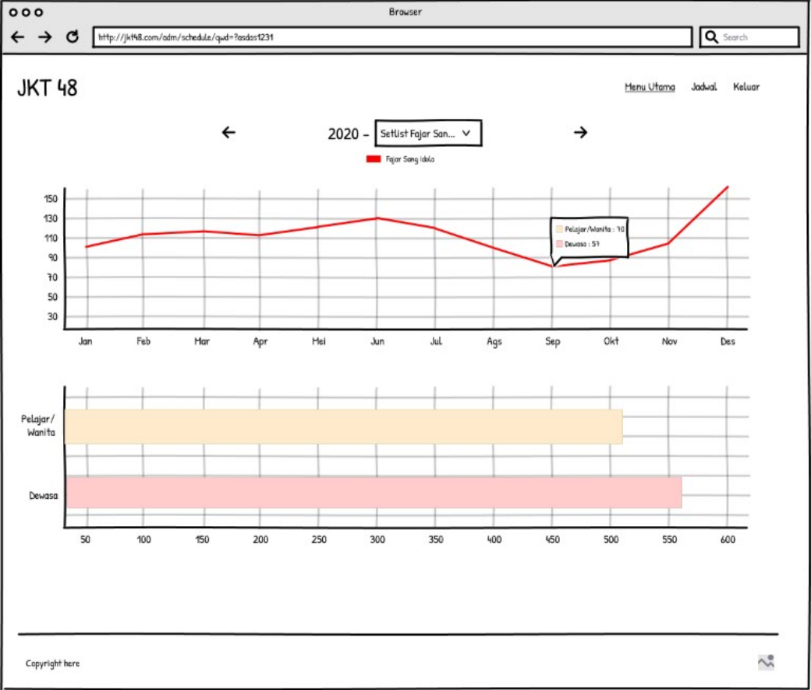 Browser
http://jkt48.com/adm/schedule/qwd=?asdas1231
Search
JKT 48
Menu Utama Jadwal Keluar
2020 - Setlist Fajar San...
Fajar Sang Idola
150
130
110
90
70
50
30
Pelajar/Wanita : 70
Dewasa : 57
Jan Feb Mar Apr Mei Jun Jul Ags Sep Okt Nov Des
Pelajar/
Wanita
Dewasa
50 100 150 200 250 300 350 400 450 500 550 600
Copyright here